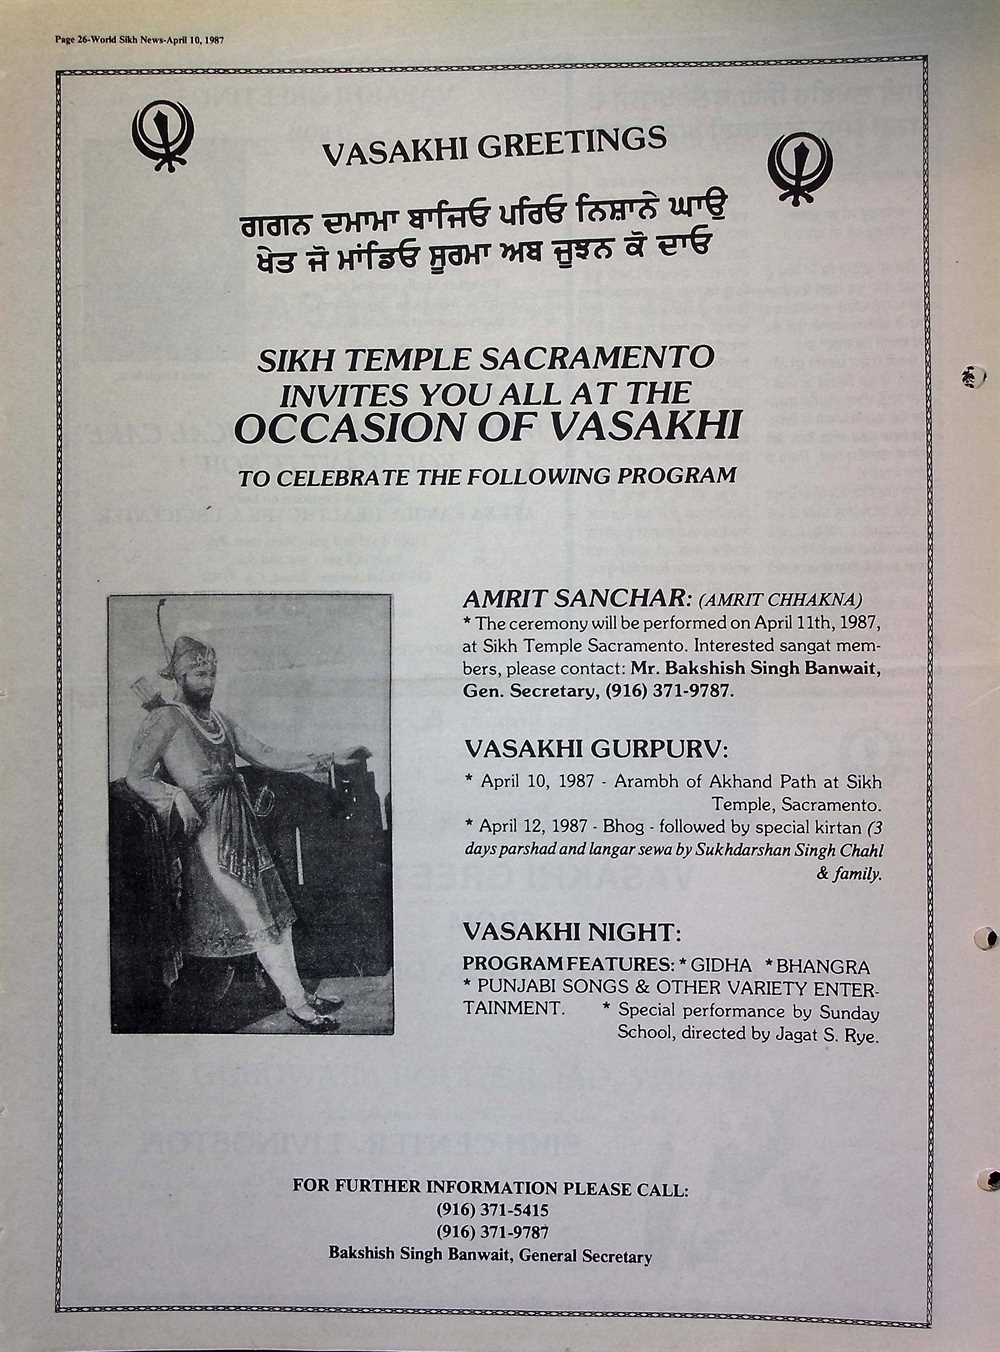 Page 26-World Sikh News-April 10, 1987
VASAKHI GREETINGS
ਗਗਨ ਦਮਾਮਾ ਬਾਜਿਓ ਪਰਿਓ ਨਿਸ਼ਾਨੇ ਘਾਉ
ਖੇਤ ਜੋ ਮਾਂਡਿਓ ਸੂਰਮਾ ਅਬ ਜੂਝਨ ਕੋ ਦਾਓ
SIKH TEMPLE SACRAMENTO
INVITES YOU ALL AT THE
OCCASION OF VASAKHI
TO CELEBRATE THE FOLLOWING PROGRAM
AMRIT SANCHAR: (AMRIT CHHAKNA)
* The ceremony will be performed on April 11th, 1987,
at Sikh Temple Sacramento. Interested sangat mem-
bers, please contact: Mr. Bakshish Singh Banwait,
Gen. Secretary, (916) 371-9787.
VASAKHI GURPURV:
* April 10, 1987 - Arambh of Akhand Path at Sikh
Temple, Sacramento.
* April 12, 1987 - Bhog - followed by special kirtan (3
days parshad and langar sewa by Sukhdarshan Singh Chahl
& family.
VASAKHI NIGHT:
PROGRAM FEATURES: * GIDHA * BHANGRA
* PUNJABI SONGS & OTHER VARIETY ENTER-
TAINMENT. * Special performance by Sunday
School, directed by Jagat S. Rye.
FOR FURTHER INFORMATION PLEASE CALL:
(916) 371-5415
(916) 371-9787
Bakshish Singh Banwait, General Secretary